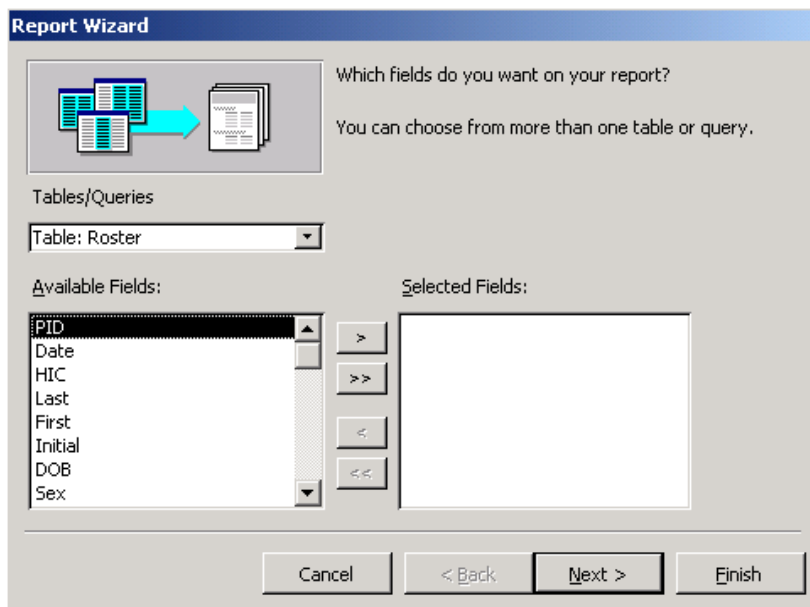 Report Wizard
Which fields do you want on your report?
You can choose from more than one table or query.
Tables/Queries
Table: Roster
Available Fields:
Selected Fields:
PID
Date
HIC
Last
First
Initial
DOB
Sex
>
>>
<
<<
Cancel
< Back
Next >
Finish